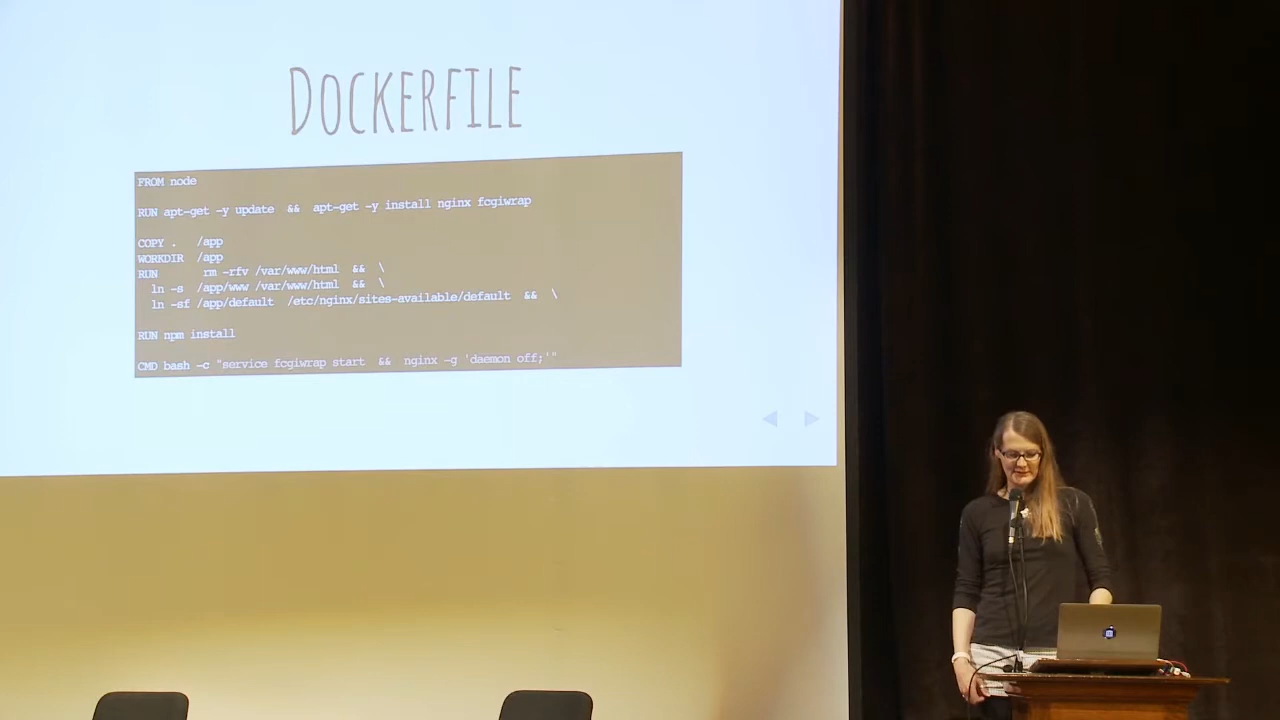 DOCKERFILE
FROM node
RUN apt-get -y update && apt-get -y install nginx fcgiwrap
COPY . /app
WORKDIR /app
RUN rm -rfv /var/www/html && \
ln -s /app/www /var/www/html && \
ln -sf /app/default /etc/nginx/sites-available/default && \
RUN npm install
CMD bash -c "service fcgiwrap start && nginx -g 'daemon off;'"